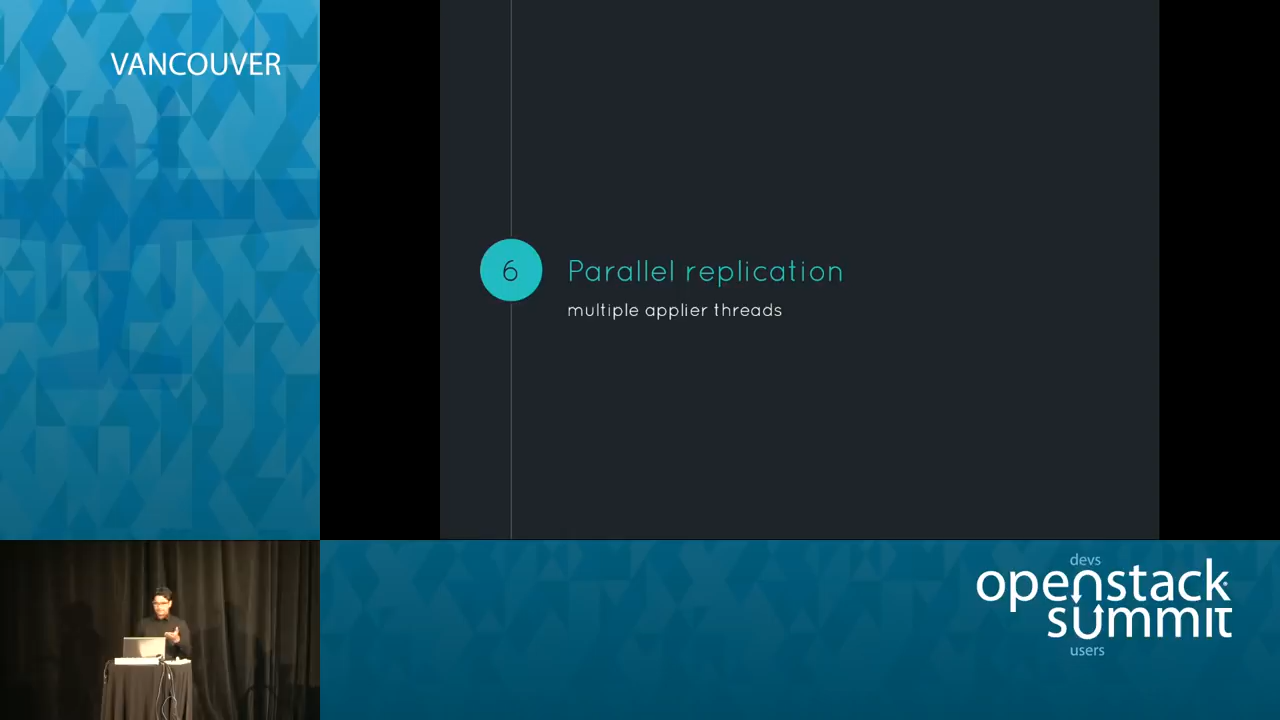 VANCOUVER
6
Parallel replication
multiple applier threads
devs
openstack
summit
users